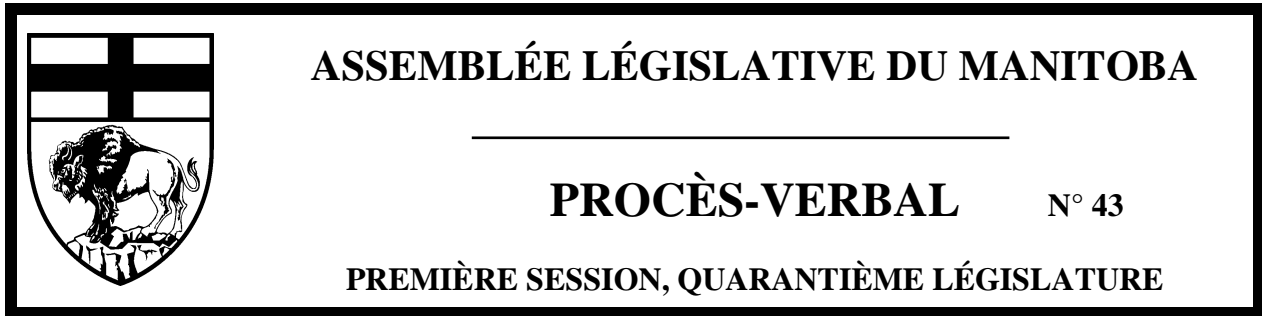 ASSEMBLÉE LÉGISLATIVE DU MANITOBA
PROCÈS-VERBAL N° 43
PREMIÈRE SESSION, QUARANTIÈME LÉGISLATURE